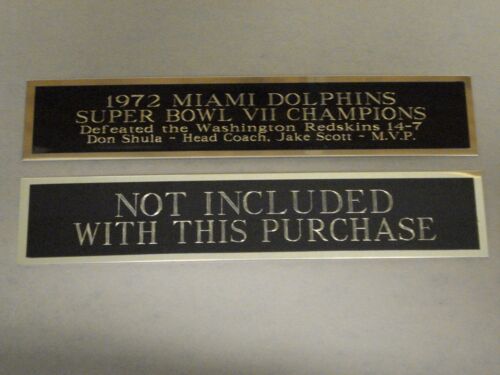 1972 MIAMI DOLPHINS
SUPER BOWL VII CHAMPIONS
Defeated the Washington Redskins 14-7
Don Shula - Head Coach, Jake Scott - M.V.P.
NOT INCLUDED
WITH THIS PURCHASE